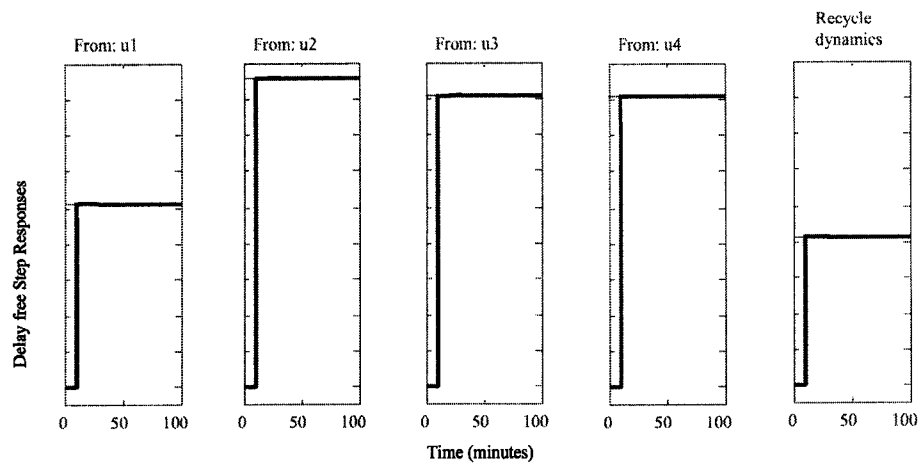 Recycle
dynamics
From: u1
From: u2
From: u3
From: u4
Delay free Step Responses
0 50 100
0 50 100
0 50 100
0 50 100
0 50 100
Time (minutes)